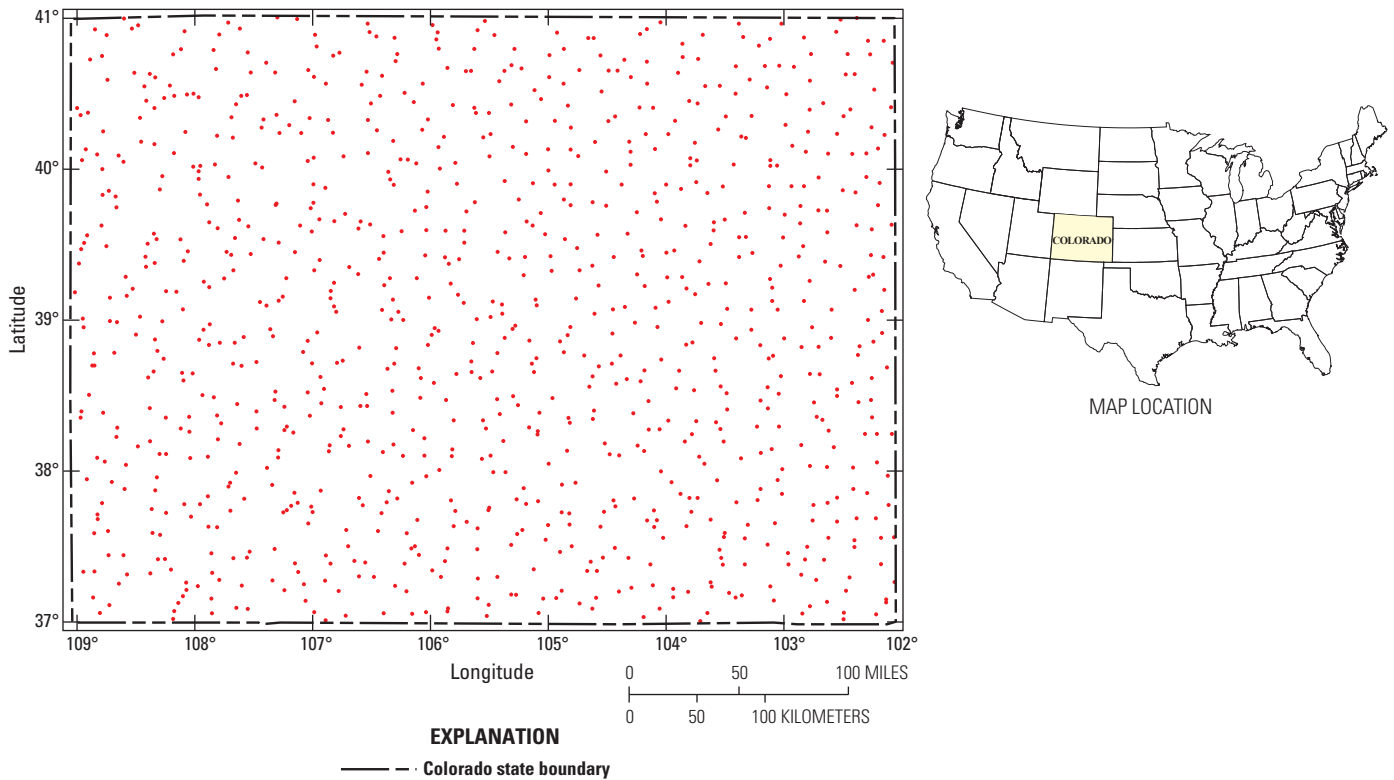 41°
40°
39°
38°
37°
Latitude
109° 108° 107° 106° 105° 104° 103° 102°
Longitude
0 50 100 MILES
0 50 100 KILOMETERS
EXPLANATION
Colorado state boundary
COLORADO
MAP LOCATION